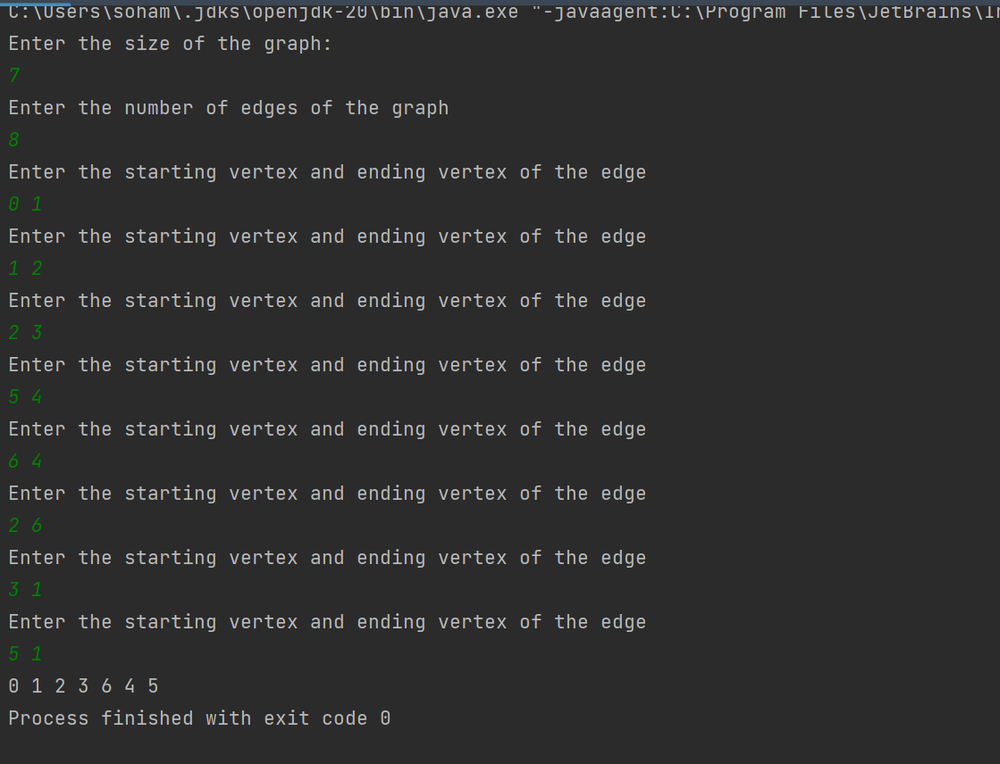 C:\Users\soham\.jdks\openjdk-20\bin\java.exe "-javaagent:C:\Program Files\JetBrains\In
Enter the size of the graph:
7
Enter the number of edges of the graph
8
Enter the starting vertex and ending vertex of the edge
0 1
Enter the starting vertex and ending vertex of the edge
1 2
Enter the starting vertex and ending vertex of the edge
2 3
Enter the starting vertex and ending vertex of the edge
5 4
Enter the starting vertex and ending vertex of the edge
6 4
Enter the starting vertex and ending vertex of the edge
2 6
Enter the starting vertex and ending vertex of the edge
3 1
Enter the starting vertex and ending vertex of the edge
5 1
0 1 2 3 6 4 5
Process finished with exit code 0